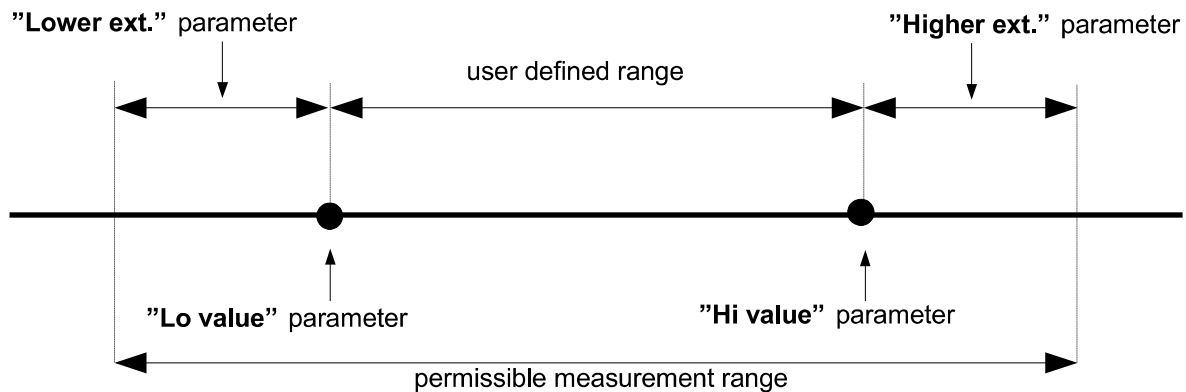 ”Lower ext.” parameter
”Higher ext.” parameter
user defined range
”Lo value” parameter
”Hi value” parameter
permissible measurement range